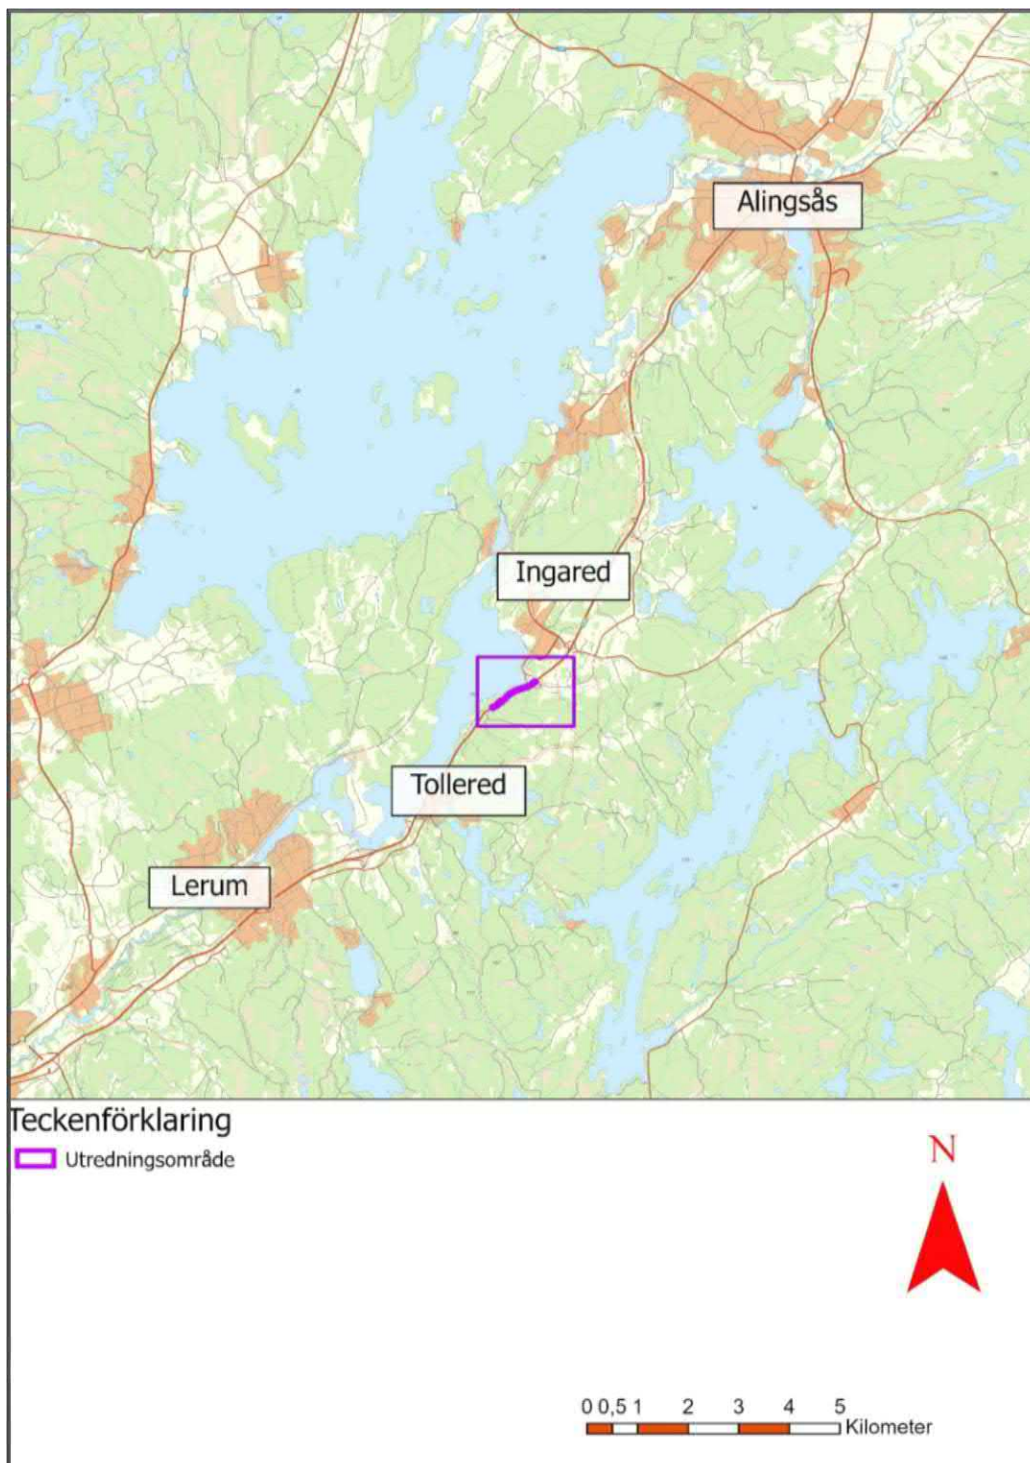 Alingsås
Ingared
Tollered
Lerum
Teckenförklaring
Utredningsområde
N
0 0,5 1 2 3 4 5
Kilometer